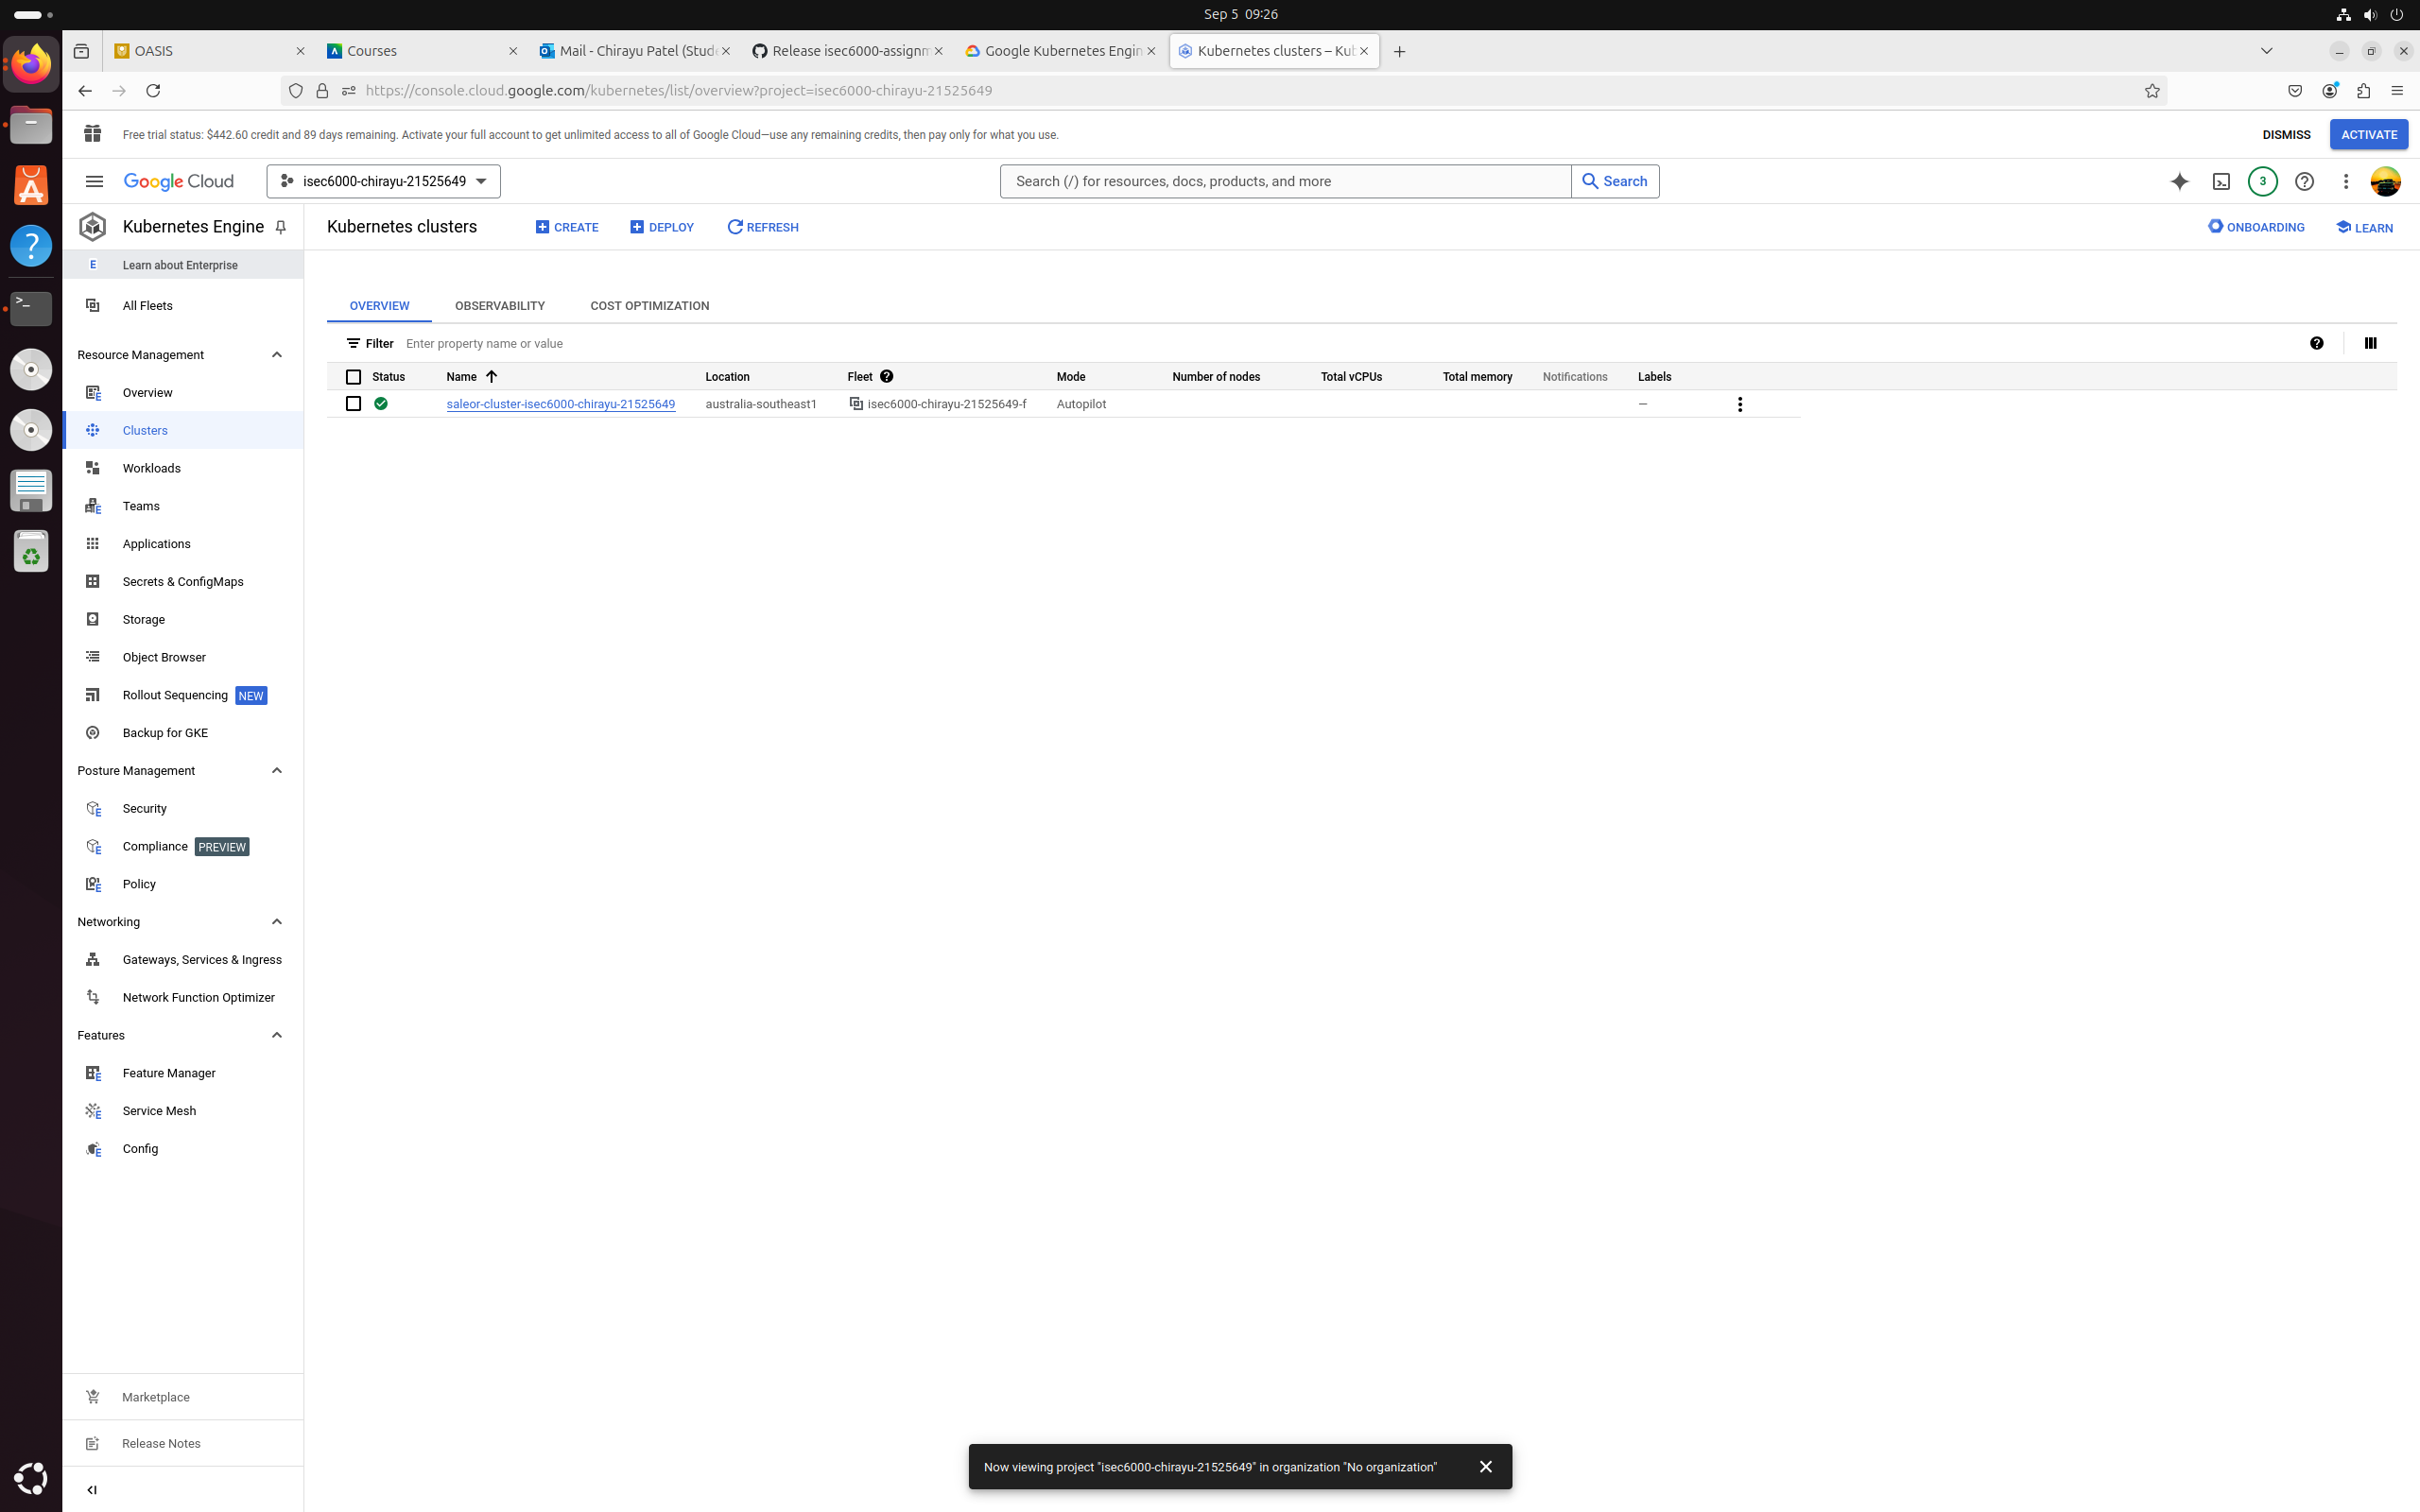 Sep 5 09:26
OASIS
Courses
Mail - Chirayu Patel (Stud
Release isec6000-assignm
Google Kubernetes Engin
Kubernetes clusters – Kub
https://console.cloud.google.com/kubernetes/list/overview?project=isec6000-chirayu-21525649
Free trial status: $442.60 credit and 89 days remaining. Activate your full account to get unlimited access to all of Google Cloud—use any remaining credits, then pay only for what you use.
DISMISS
ACTIVATE
Google Cloud
isec6000-chirayu-21525649
Search (/) for resources, docs, products, and more
Search
3
Kubernetes Engine
Kubernetes clusters
CREATE
DEPLOY
REFRESH
ONBOARDING
LEARN
E Learn about Enterprise
All Fleets
Resource Management
Overview
Clusters
Workloads
Teams
Applications
Secrets & ConfigMaps
Storage
Object Browser
Rollout Sequencing NEW
Backup for GKE
Posture Management
Security
Compliance PREVIEW
Policy
Networking
Gateways, Services & Ingress
Network Function Optimizer
Features
Feature Manager
Service Mesh
Config
Marketplace
Release Notes
OVERVIEW
OBSERVABILITY
COST OPTIMIZATION
Filter Enter property name or value
Status Name Location Fleet Mode Number of nodes Total vCPUs Total memory Notifications Labels
saleor-cluster-isec6000-chirayu-21525649 australia-southeast1 isec6000-chirayu-21525649-f Autopilot —
Now viewing project "isec6000-chirayu-21525649" in organization "No organization"